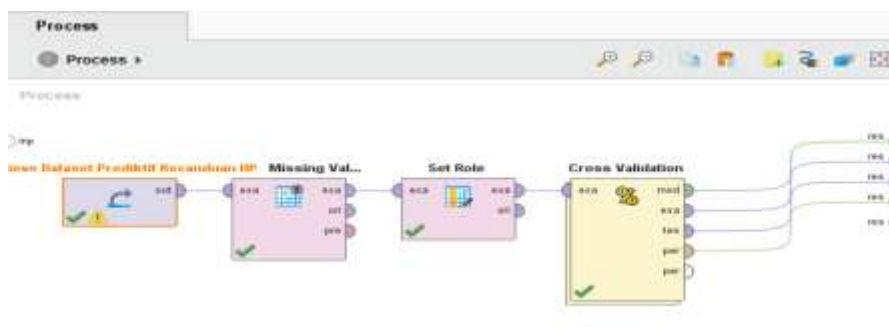 Process
Process
Process
inp
Dataset Prediktif Kecanduan HP
Missing Val...
Set Role
Cross Validation
out
exa
exa
ori
pre
exa
exa
ori
exa
mod
exa
tes
per
per
res
res
res
res
res